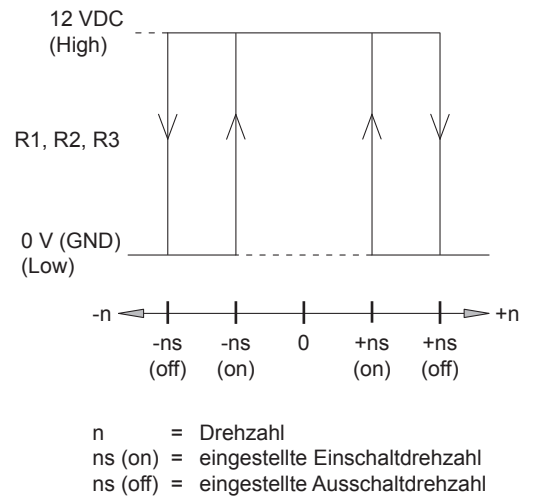 12 VDC
(High)
R1, R2, R3
0 V (GND)
(Low)
-n +n
-ns -ns 0 +ns +ns
(off) (on) (on) (off)
n = Drehzahl
ns (on) = eingestellte Einschaltdrehzahl
ns (off) = eingestellte Ausschaltdrehzahl